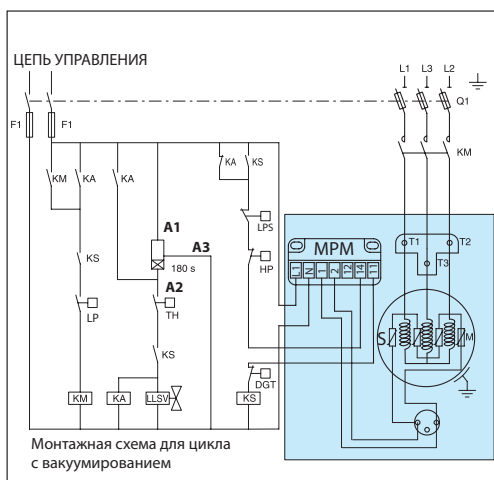 ЦЕПЬ УПРАВЛЕНИЯ
L1 L3 L2
Q1
F1 F1
KM
KM KA KA KA KS
A1
A3
LPS
180 s
MPM
T1 T2
T3
HP
L1 N 1 2 12 14 11
KS
A2
LP
TH
S M
KS
DGT
KM KA LLSV KS
Монтажная схема для цикла
с вакуумированием